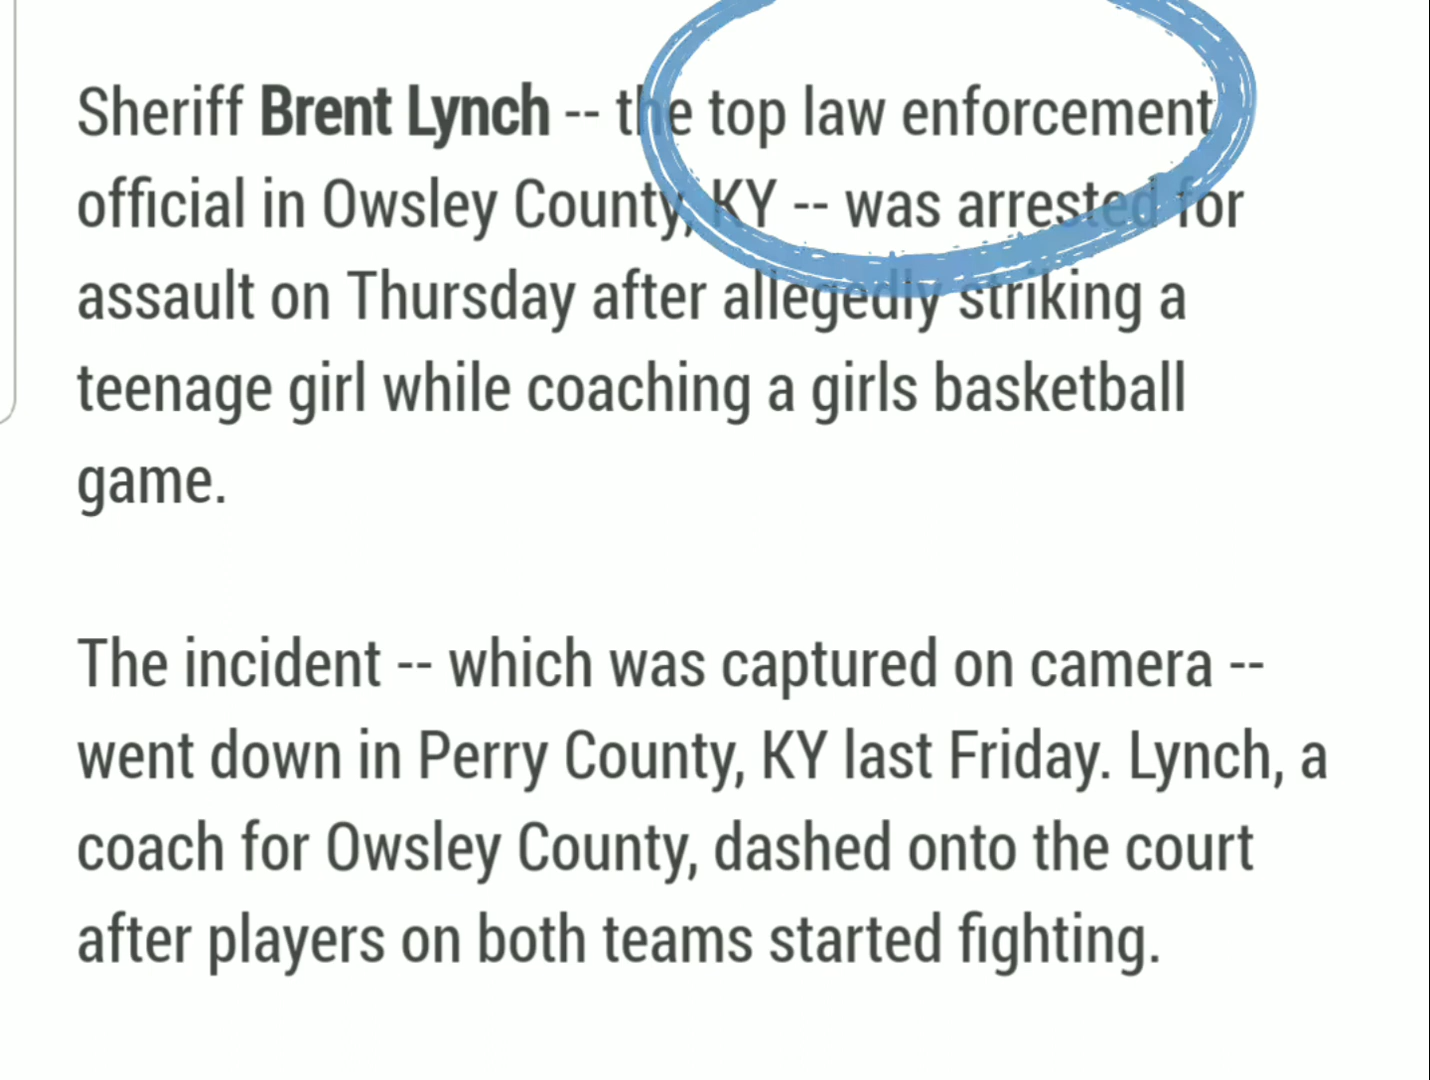 Sheriff Brent Lynch -- the top law enforcement
official in Owsley County, KY -- was arrested for
assault on Thursday after allegedly striking a
teenage girl while coaching a girls basketball
game.
The incident -- which was captured on camera --
went down in Perry County, KY last Friday. Lynch, a
coach for Owsley County, dashed onto the court
after players on both teams started fighting.